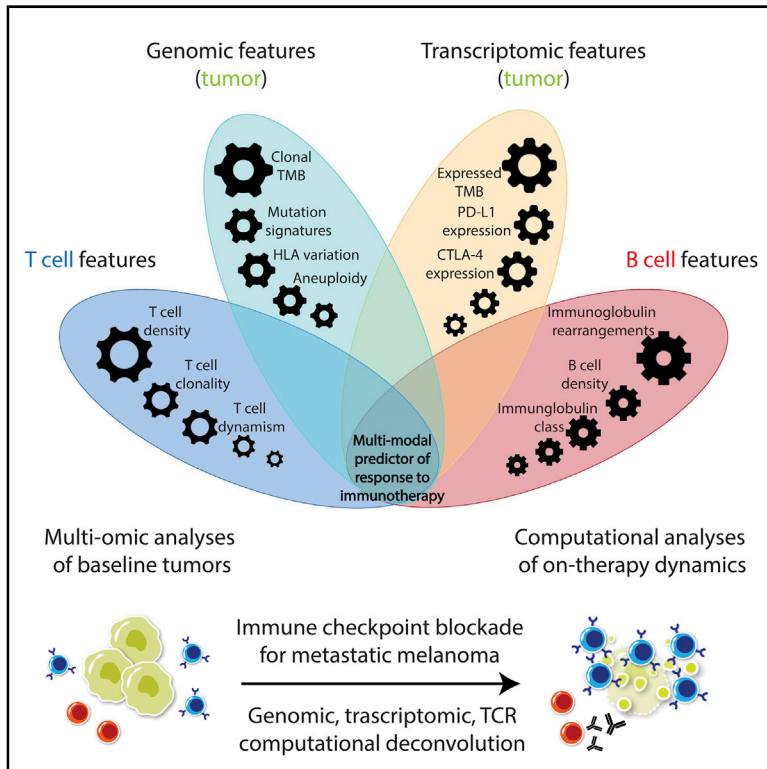 Genomic features
(tumor)
Transcriptomic features
(tumor)
Clonal
TMB
Mutation
signatures
HLA variation
Aneuploidy
Expressed
TMB
PD-L1
expression
CTLA-4
expression
T cell features
B cell features
T cell
density
T cell
clonality
T cell
dynamism
Immunoglobulin
rearrangements
B cell
density
Immunglobulin
class
Multi-modal
predictor of
response to
immunotherapy
Multi-omic analyses
of baseline tumors
Computational analyses
of on-therapy dynamics
Immune checkpoint blockade
for metastatic melanoma
Genomic, trascriptomic, TCR
computational deconvolution